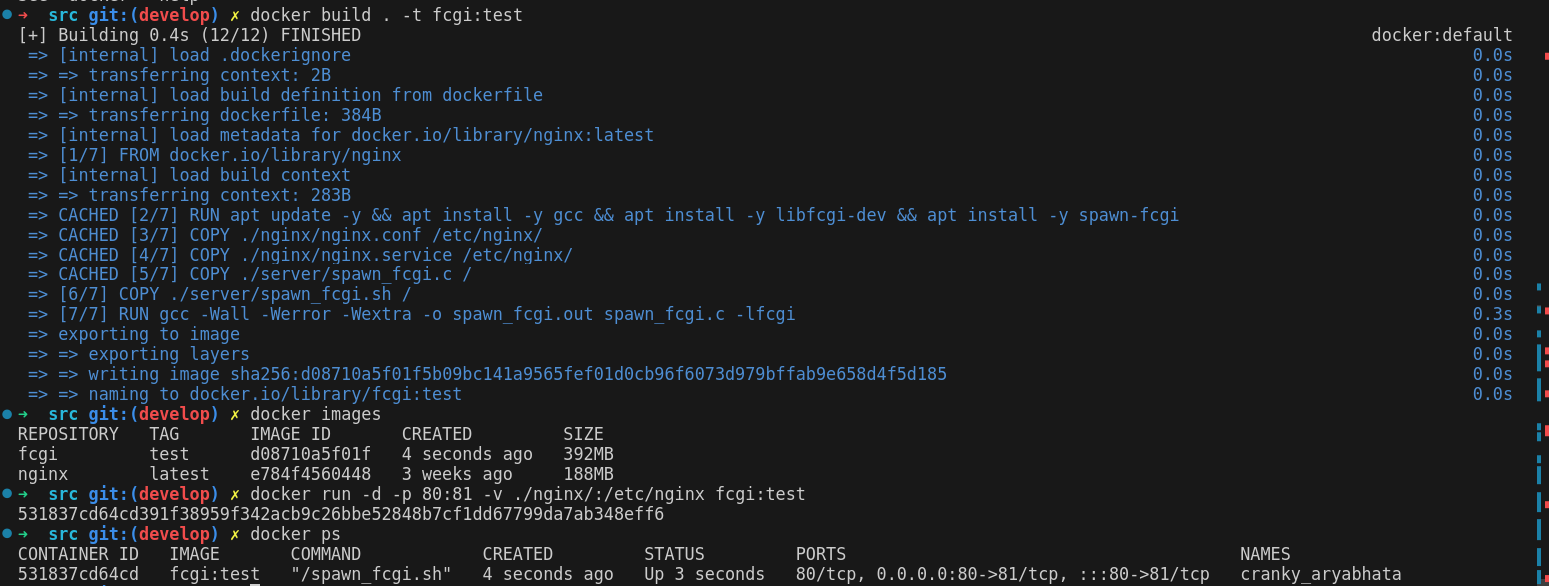 ➜  src git:(develop) ✗ docker build . -t fcgi:test
[+] Building 0.4s (12/12) FINISHED docker:default
=> [internal] load .dockerignore 0.0s
=> => transferring context: 2B 0.0s
=> [internal] load build definition from dockerfile 0.0s
=> => transferring dockerfile: 384B 0.0s
=> [internal] load metadata for docker.io/library/nginx:latest 0.0s
=> [1/7] FROM docker.io/library/nginx 0.0s
=> [internal] load build context 0.0s
=> => transferring context: 283B 0.0s
=> CACHED [2/7] RUN apt update -y && apt install -y gcc && apt install -y libfcgi-dev && apt install -y spawn-fcgi 0.0s
=> CACHED [3/7] COPY ./nginx/nginx.conf /etc/nginx/ 0.0s
=> CACHED [4/7] COPY ./nginx/nginx.service /etc/nginx/ 0.0s
=> CACHED [5/7] COPY ./server/spawn_fcgi.c / 0.0s
=> [6/7] COPY ./server/spawn_fcgi.sh / 0.0s
=> [7/7] RUN gcc -Wall -Werror -Wextra -o spawn_fcgi.out spawn_fcgi.c -lfcgi 0.3s
=> exporting to image 0.0s
=> => exporting layers 0.0s
=> => writing image sha256:d08710a5f01f5b09bc141a9565fef01d0cb96f6073d979bffab9e658d4f5d185 0.0s
=> => naming to docker.io/library/fcgi:test 0.0s
➜  src git:(develop) ✗ docker images
REPOSITORY   TAG       IMAGE ID       CREATED         SIZE
fcgi         test      d08710a5f01f   4 seconds ago   392MB
nginx        latest    e784f4560448   3 weeks ago     188MB
➜  src git:(develop) ✗ docker run -d -p 80:81 -v ./nginx/:/etc/nginx fcgi:test
531837cd64cd391f38959f342acb9c26bbe52848b7cf1dd67799da7ab348eff6
➜  src git:(develop) ✗ docker ps
CONTAINER ID   IMAGE       COMMAND            CREATED         STATUS         PORTS                                       NAMES
531837cd64cd   fcgi:test   "/spawn_fcgi.sh"   4 seconds ago   Up 3 seconds   80/tcp, 0.0.0.0:80->81/tcp, :::80->81/tcp   cranky_aryabhata